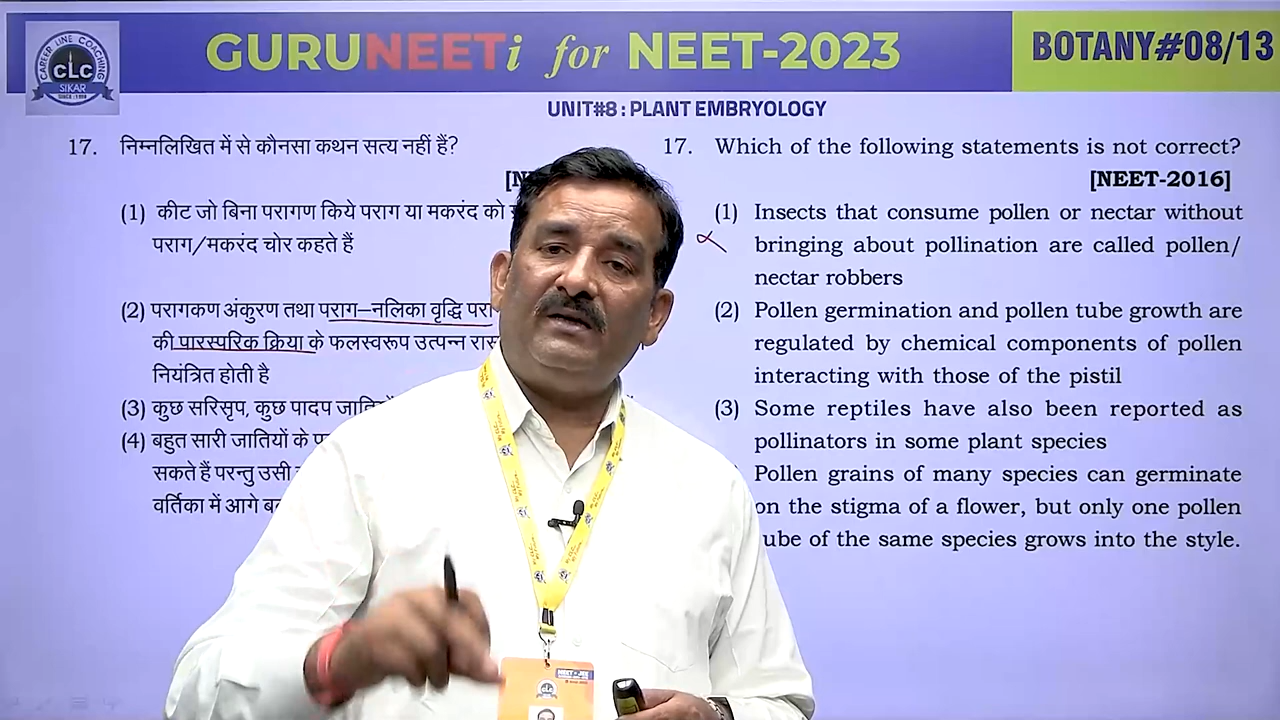 CAREER LINE COACHING
CLC
SIKAR
SINCE : 1996
GURUNEETi for NEET-2023
BOTANY#08/13
UNIT#8 : PLANT EMBRYOLOGY
17. निम्नलिखित में से कौनसा कथन सत्य नहीं हैं?
(1) कीट जो बिना परागण किये पराग या मकरंद को
पराग/मकरंद चोर कहते हैं
(2) परागकण अंकुरण तथा पराग–नलिका वृद्धि
की पारस्परिक क्रिया के फलस्वरूप उत्पन्न
नियंत्रित होती है
(3) कुछ सरिसृप, कुछ पादप
(4) बहुत सारी जातियों के
सकते हैं परन्तु उसी
वर्तिका में आगे
17. Which of the following statements is not correct?
[NEET-2016]
(1) Insects that consume pollen or nectar without
bringing about pollination are called pollen/
nectar robbers
(2) Pollen germination and pollen tube growth are
regulated by chemical components of pollen
interacting with those of the pistil
(3) Some reptiles have also been reported as
pollinators in some plant species
Pollen grains of many species can germinate
on the stigma of a flower, but only one pollen
tube of the same species grows into the style.